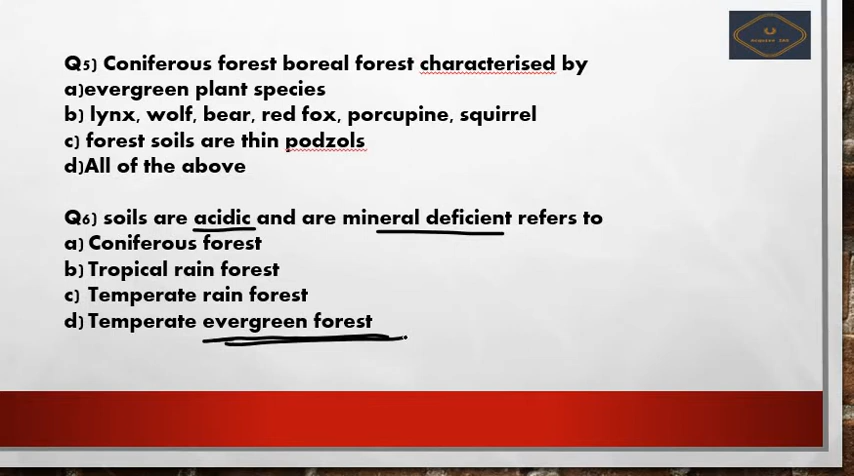 Q5) Coniferous forest boreal forest characterised by
a)evergreen plant species
b) lynx, wolf, bear, red fox, porcupine, squirrel
c) forest soils are thin podzols
d)All of the above
Q6) soils are acidic and are mineral deficient refers to
a) Coniferous forest
b) Tropical rain forest
c) Temperate rain forest
d) Temperate evergreen forest